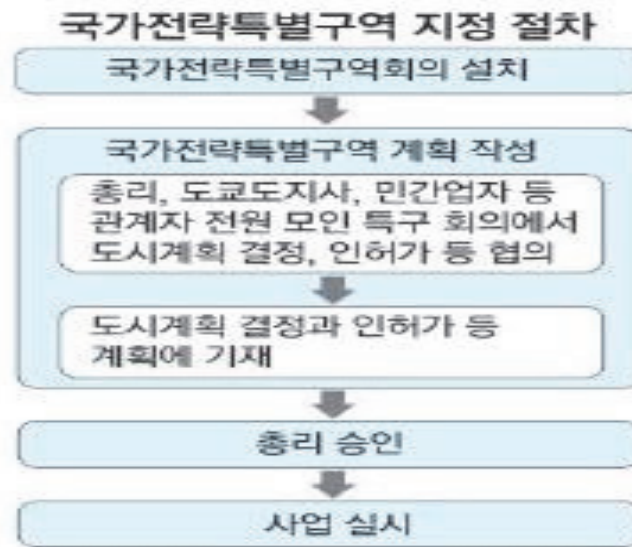 국가전략특별구역 지정 절차
국가전략특별구역회의 설치
국가전략특별구역 계획 작성
총리, 도쿄도지사, 민간업자 등
관계자 전원 모인 특구 회의에서
도시계획 결정, 인허가 등 협의
도시계획 결정과 인허가 등
계획에 기재
총리 승인
사업 실시